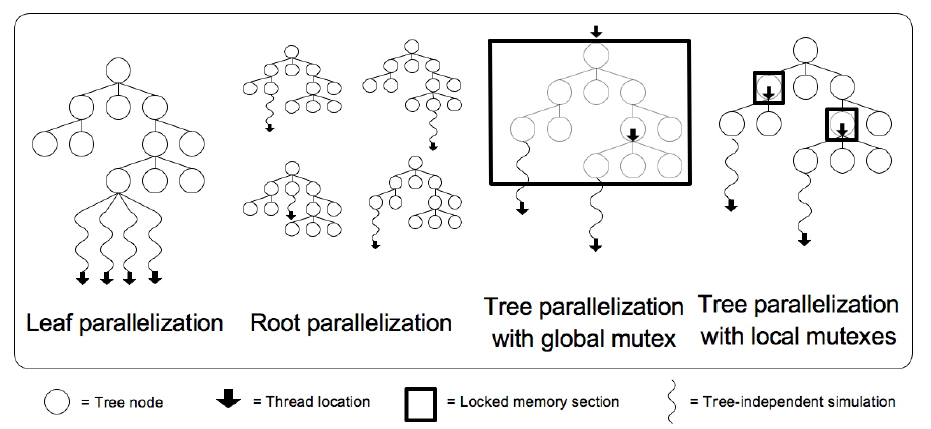 Leaf parallelization
Root parallelization
Tree parallelization
with global mutex
Tree parallelization
with local mutexes
= Tree node
= Thread location
= Locked memory section
= Tree-independent simulation